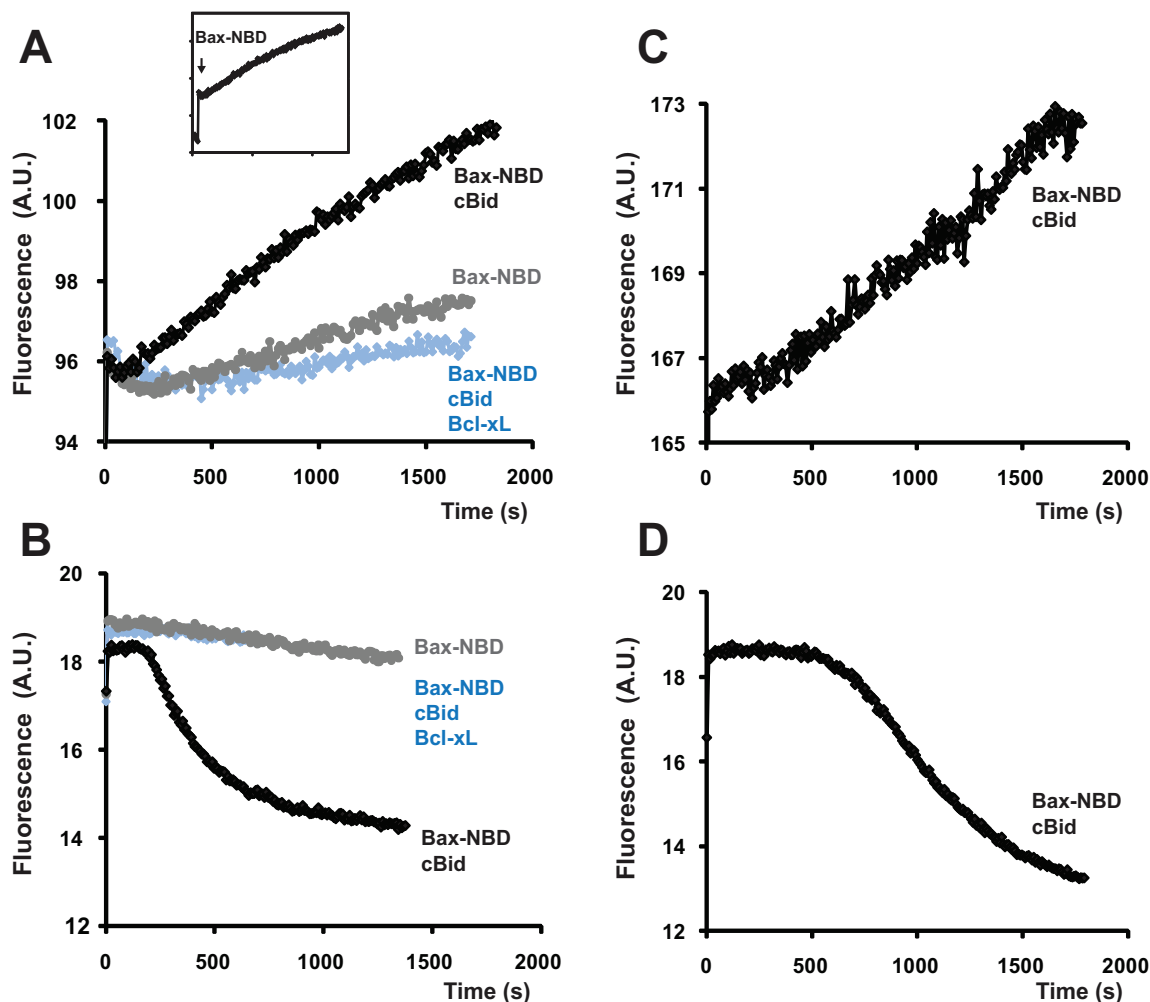 A
Bax-NBD
Fluorescence (A.U.)
102
100
98
96
94
Bax-NBD
cBid
Bax-NBD
Bax-NBD
cBid
Bcl-xL
0 500 1000 1500 2000
Time (s)
C
Fluorescence (A.U.)
173
171
169
167
165
Bax-NBD
cBid
0 500 1000 1500 2000
Time (s)
B
Fluorescence (A.U.)
20
18
16
14
12
Bax-NBD
Bax-NBD
cBid
Bcl-xL
Bax-NBD
cBid
0 500 1000 1500 2000
Time (s)
D
Fluorescence (A.U.)
20
18
16
14
12
Bax-NBD
cBid
0 500 1000 1500 2000
Time (s)